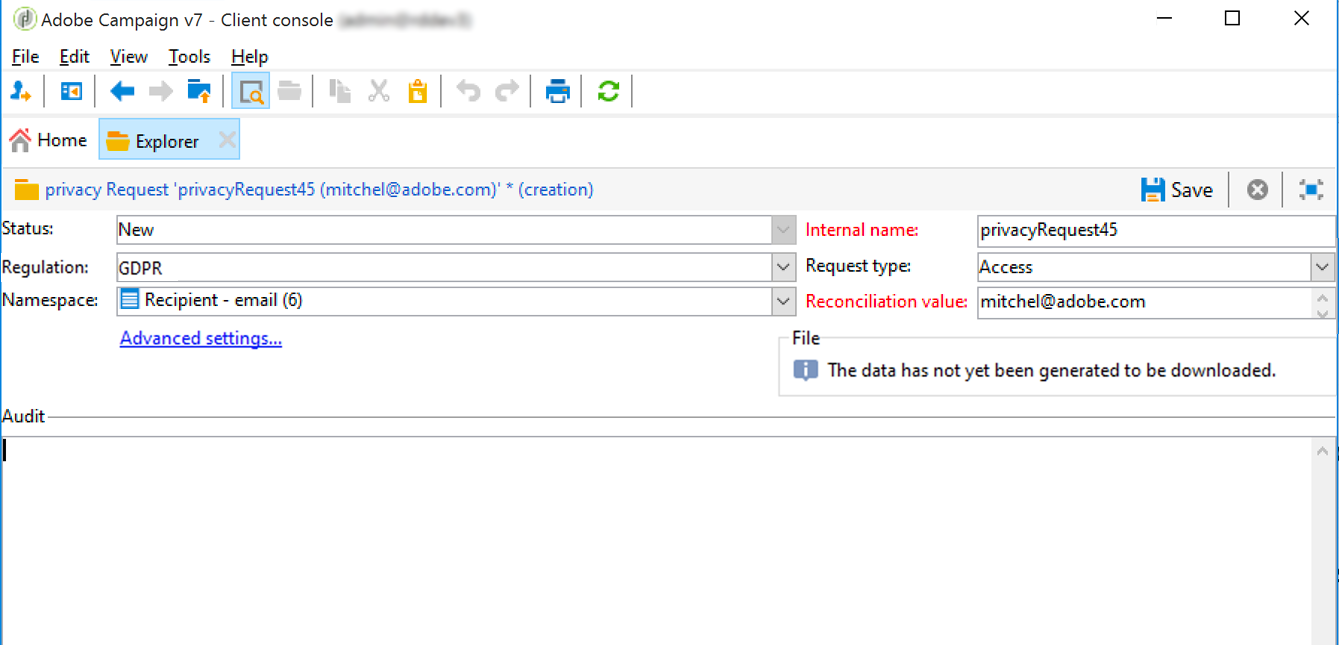 Adobe Campaign v7 - Client console
File Edit View Tools Help
Home Explorer
privacy Request 'privacyRequest45 (mitchel@adobe.com)' * (creation) Save
Status: New Internal name: privacyRequest45
Regulation: GDPR Request type: Access
Namespace: Recipient - email (6) Reconciliation value: mitchel@adobe.com
Advanced settings... File
The data has not yet been generated to be downloaded.
Audit